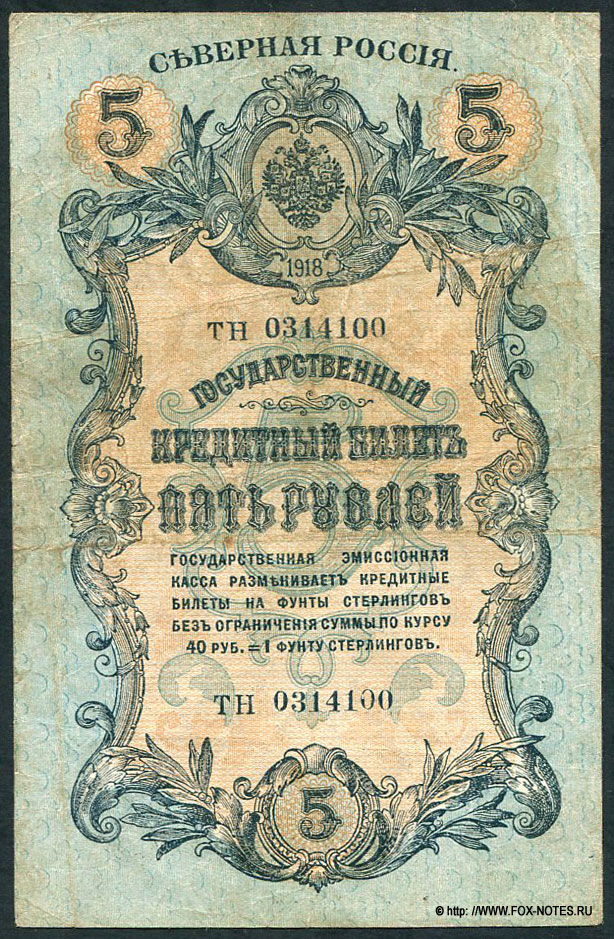 СѢВЕРНАЯ РОССІЯ.
5 5
1918
ТН 0314100
ГОСУДАРСТВЕННЫЙ
КРЕДИТНЫЙ БИЛЕТЪ
ПЯТЬ РУБЛЕЙ
ГОСУДАРСТВЕННАЯ ЭМИССІОННАЯ
КАССА РАЗМѢНИВАЕТЪ КРЕДИТНЫЕ
БИЛЕТЫ НА ФУНТЫ СТЕРЛИНГОВЪ
БЕЗЪ ОГРАНИЧЕНІЯ СУММЫ ПО КУРСУ
40 РУБ. = 1 ФУНТУ СТЕРЛИНГОВЪ.
ТН 0314100
5
© http: // WWW.FOX-NOTES.RU